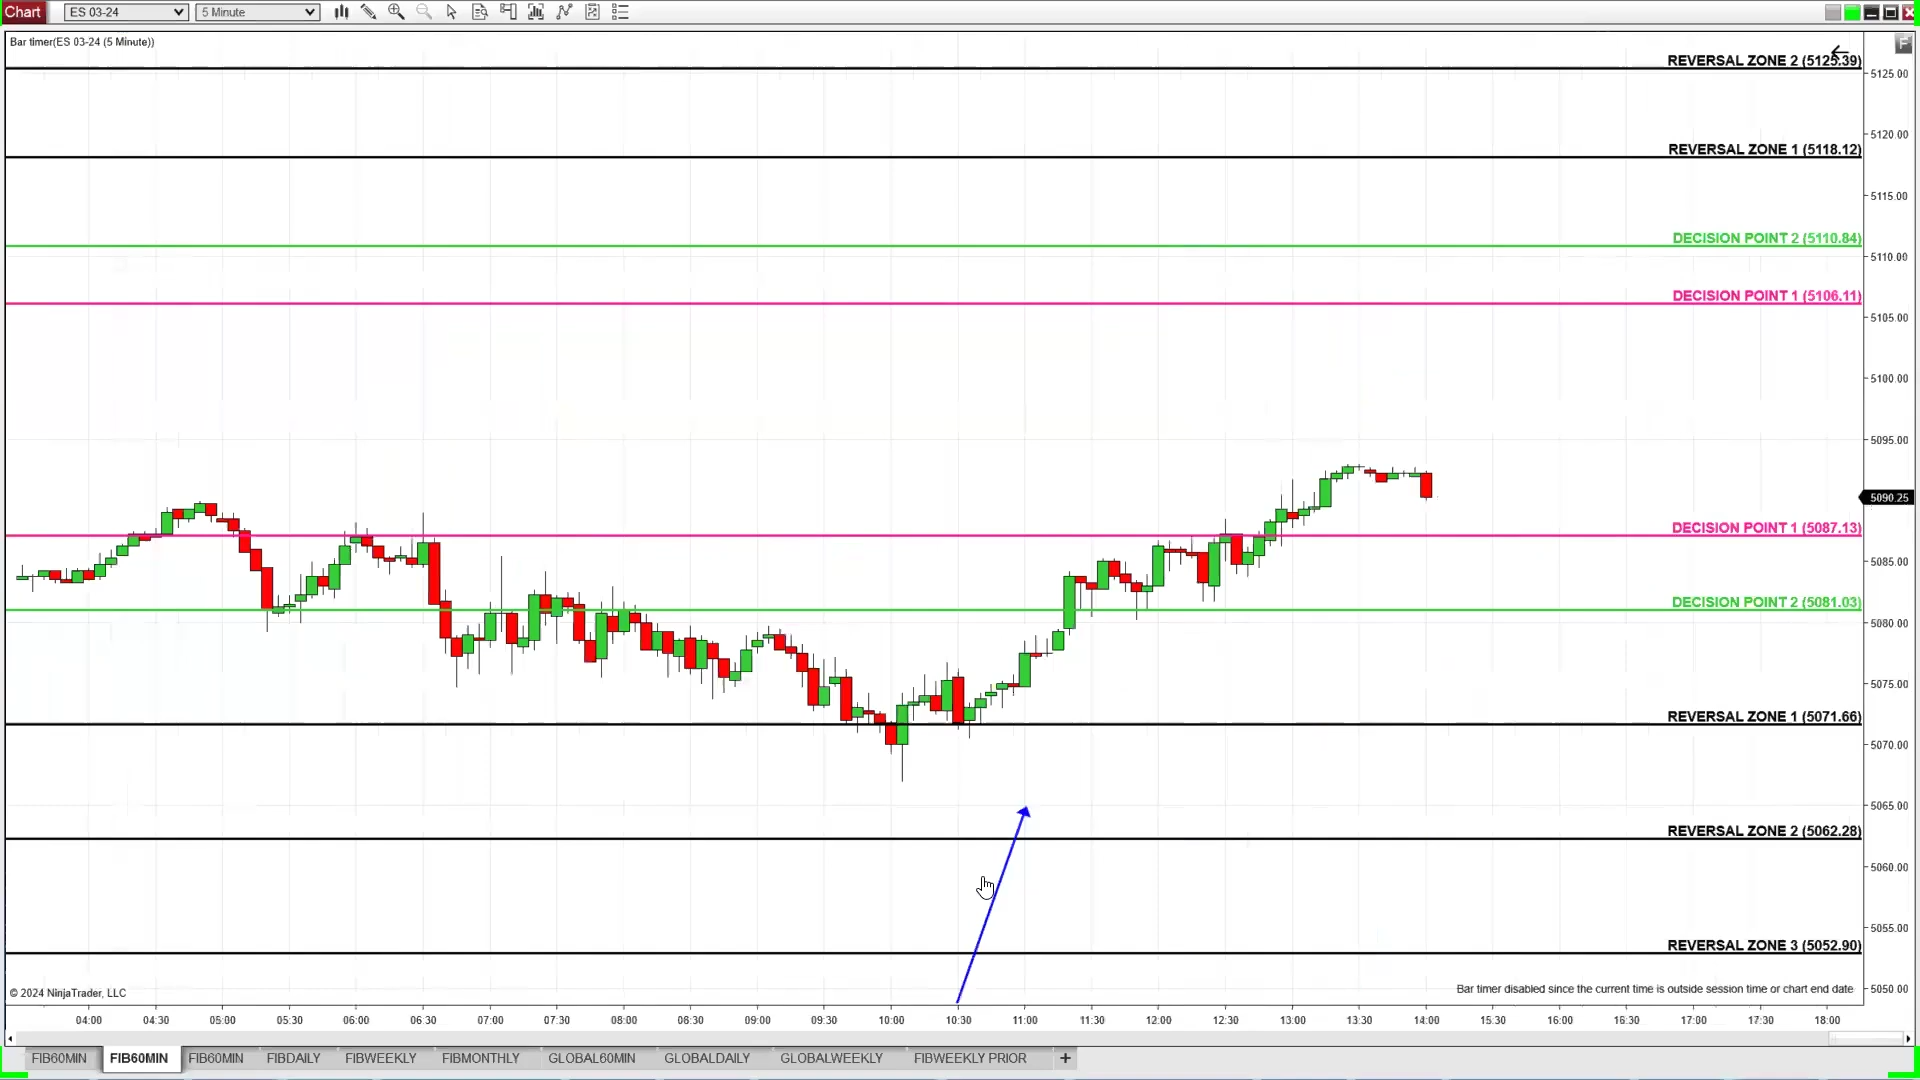 Chart
ES 03-24
5 Minute
Bar timer(ES 03-24 (5 Minute))
F
REVERSAL ZONE 2 (5125.39)
5125.00
5120.00
REVERSAL ZONE 1 (5118.12)
5115.00
DECISION POINT 2 (5110.84)
5110.00
DECISION POINT 1 (5106.11)
5105.00
5100.00
5095.00
5090.25
DECISION POINT 1 (5087.13)
5085.00
DECISION POINT 2 (5081.03)
5080.00
5075.00
REVERSAL ZONE 1 (5071.66)
5070.00
5065.00
REVERSAL ZONE 2 (5062.28)
5060.00
5055.00
REVERSAL ZONE 3 (5052.90)
© 2024 NinjaTrader, LLC
Bar timer disabled since the current time is outside session time or chart end date
5050.00
04:00 04:30 05:00 05:30 06:00 06:30 07:00 07:30 08:00 08:30 09:00 09:30 10:00 10:30 11:00 11:30 12:00 12:30 13:00 13:30 14:00 15:30 16:00 16:30 17:00 17:30 18:00
FIB60MIN FIB60MIN FIB60MIN FIBDAILY FIBWEEKLY FIBMONTHLY GLOBAL60MIN GLOBALDAILY GLOBALWEEKLY FIBWEEKLY PRIOR +